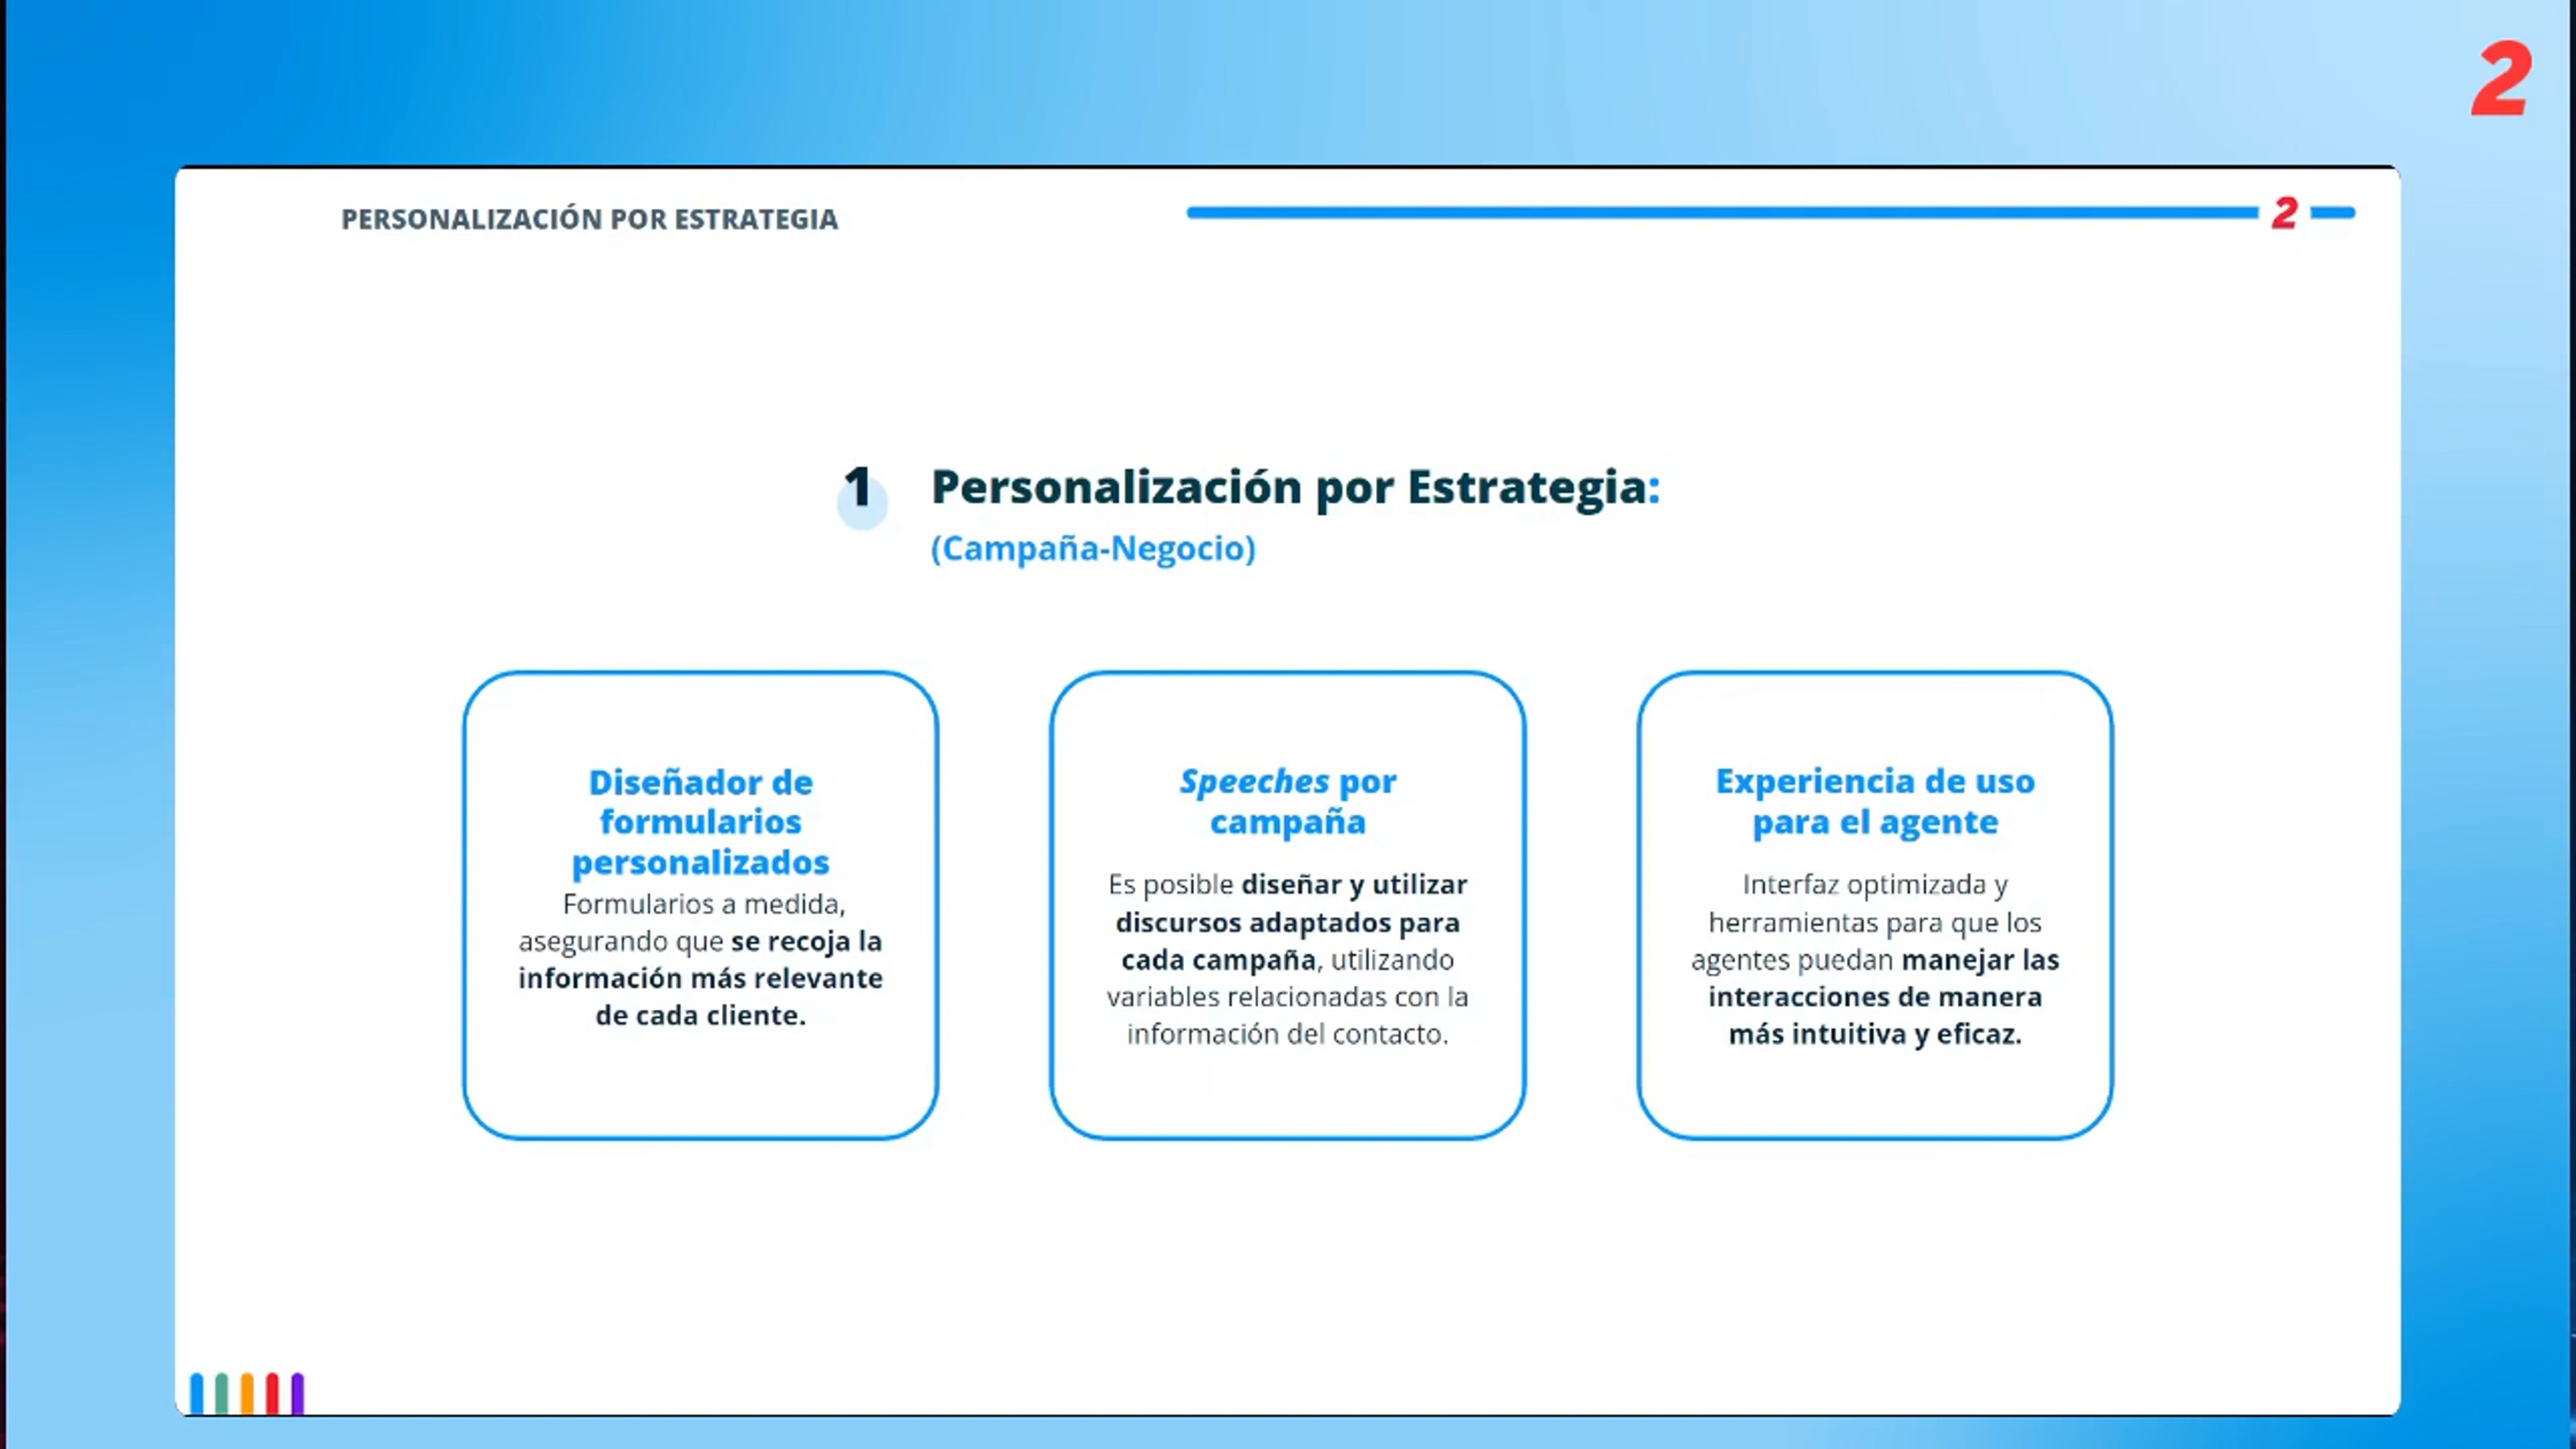 2
PERSONALIZACIÓN POR ESTRATEGIA
2
1
Personalización por Estrategia:
(Campaña-Negocio)
Diseñador de
formularios
personalizados
Formularios a medida,
asegurando que se recoja la
información más relevante
de cada cliente.
Speeches por
campaña
Es posible diseñar y utilizar
discursos adaptados para
cada campaña, utilizando
variables relacionadas con la
información del contacto.
Experiencia de uso
para el agente
Interfaz optimizada y
herramientas para que los
agentes puedan manejar las
interacciones de manera
más intuitiva y eficaz.